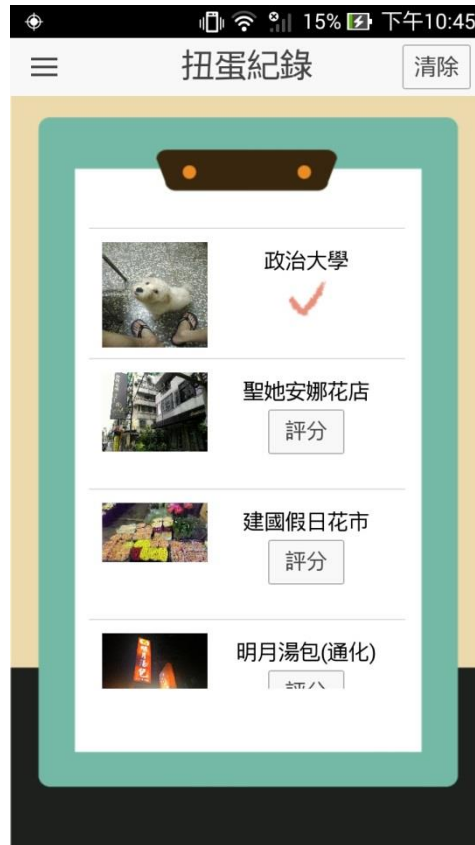 15% 下午10:45
扭蛋紀錄 清除
政治大學
聖她安娜花店
評分
建國假日花市
評分
明月湯包(通化)
評分